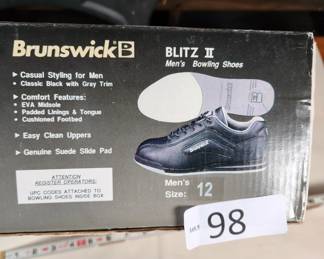 Brunswick B
BLITZ II
Men's Bowling Shoes
Casual Styling for Men
• Classic Black with Gray Trim
Comfort Features:
• EVA Midsole
• Padded Linings & Tongue
• Cushioned Footbed
Easy Clean Uppers
Genuine Suede Slide Pad
ATTENTION
REGISTER OPERATORS:
UPC CODES ATTACHED TO
BOWLING SHOES INSIDE BOX
Men's
Size: 12
98